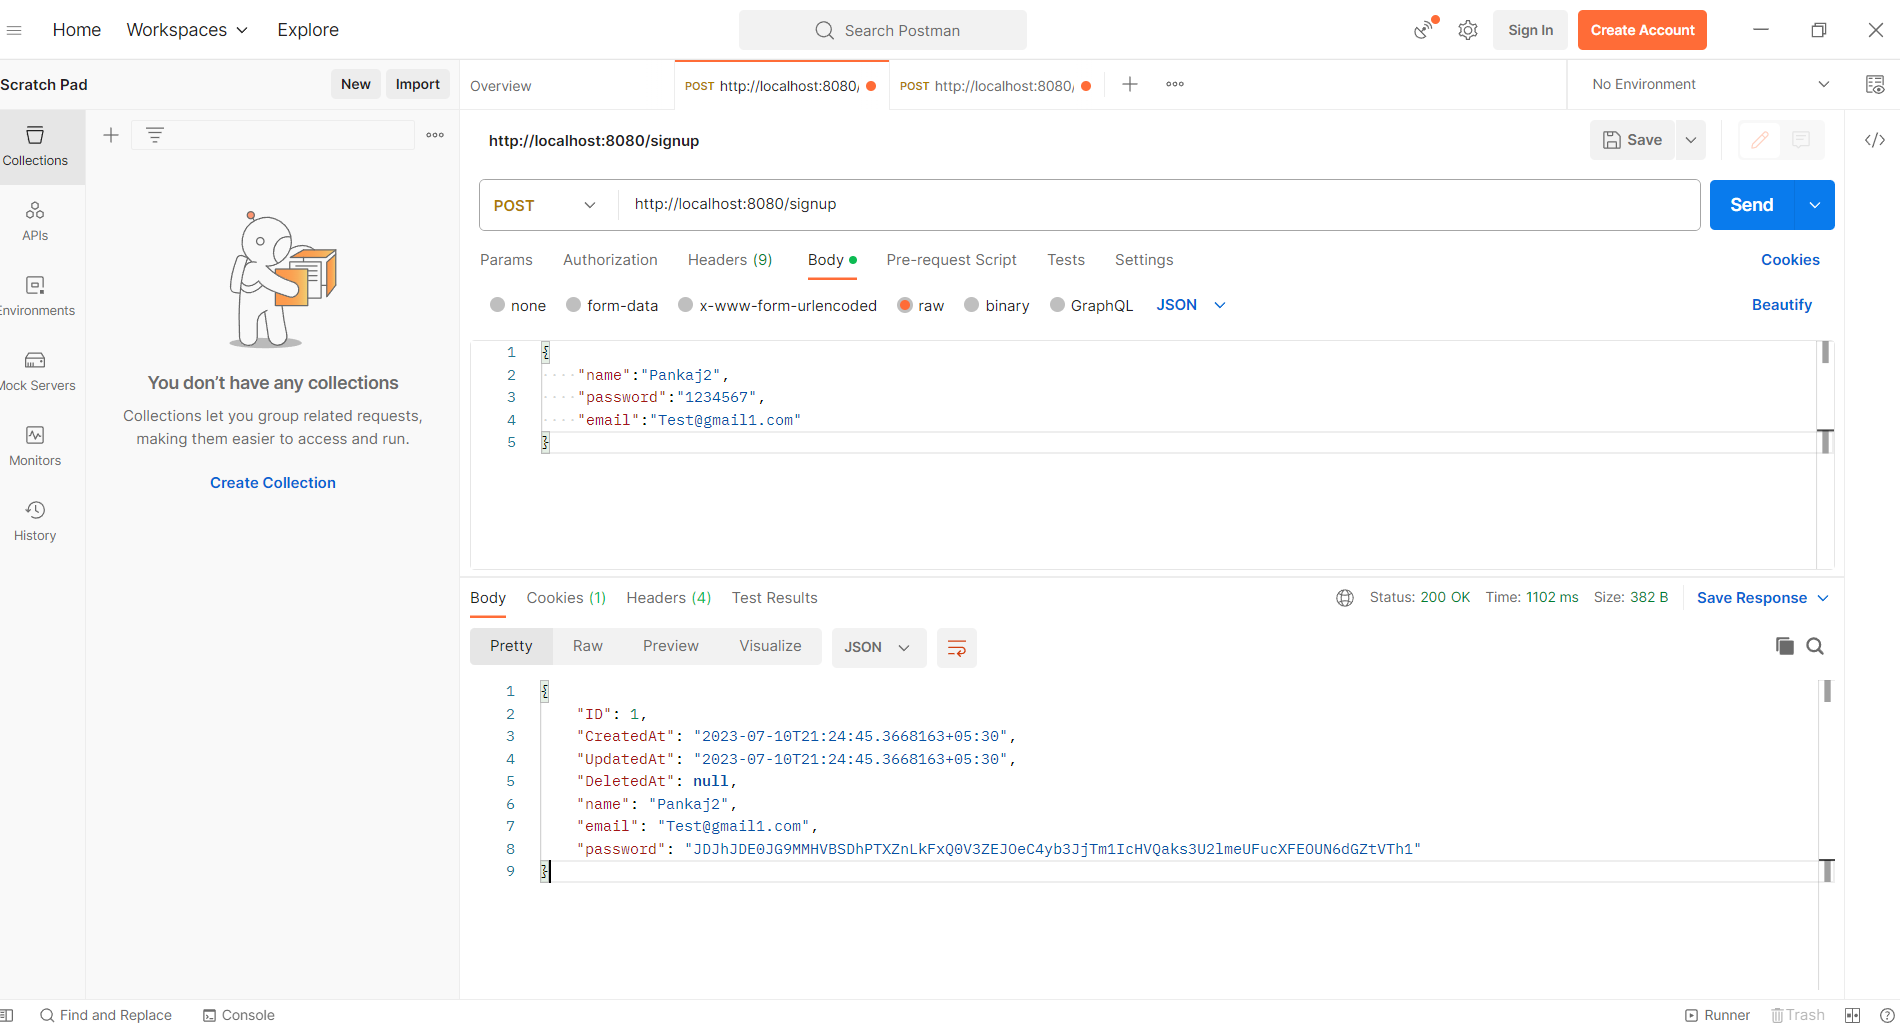 Home Workspaces Explore Search Postman Sign In Create Account
Scratch Pad New Import Overview POST http://localhost:8080/ POST http://localhost:8080/ No Environment
Collections
APIs
Environments
Mock Servers
Monitors
History
You don't have any collections
Collections let you group related requests,
making them easier to access and run.
Create Collection
http://localhost:8080/signup Save
POST http://localhost:8080/signup Send
Params Authorization Headers (9) Body Pre-request Script Tests Settings Cookies
none form-data x-www-form-urlencoded raw binary GraphQL JSON Beautify
1 {
2 "name":"Pankaj2",
3 "password":"1234567",
4 "email":"Test@gmail1.com"
5 }
Body Cookies (1) Headers (4) Test Results Status: 200 OK Time: 1102 ms Size: 382 B Save Response
Pretty Raw Preview Visualize JSON
1 {
2 "ID": 1,
3 "CreatedAt": "2023-07-10T21:24:45.3668163+05:30",
4 "UpdatedAt": "2023-07-10T21:24:45.3668163+05:30",
5 "DeletedAt": null,
6 "name": "Pankaj2",
7 "email": "Test@gmail1.com",
8 "password": "JDJhJDE0JG9MMHVBSDhPTXZnLkFxQ0V3ZEJOeC4yb3JjTm1IcHVQaks3U2lmeUFucXFEOUN6dGZtVTh1"
9 }
Find and Replace Console Runner Trash